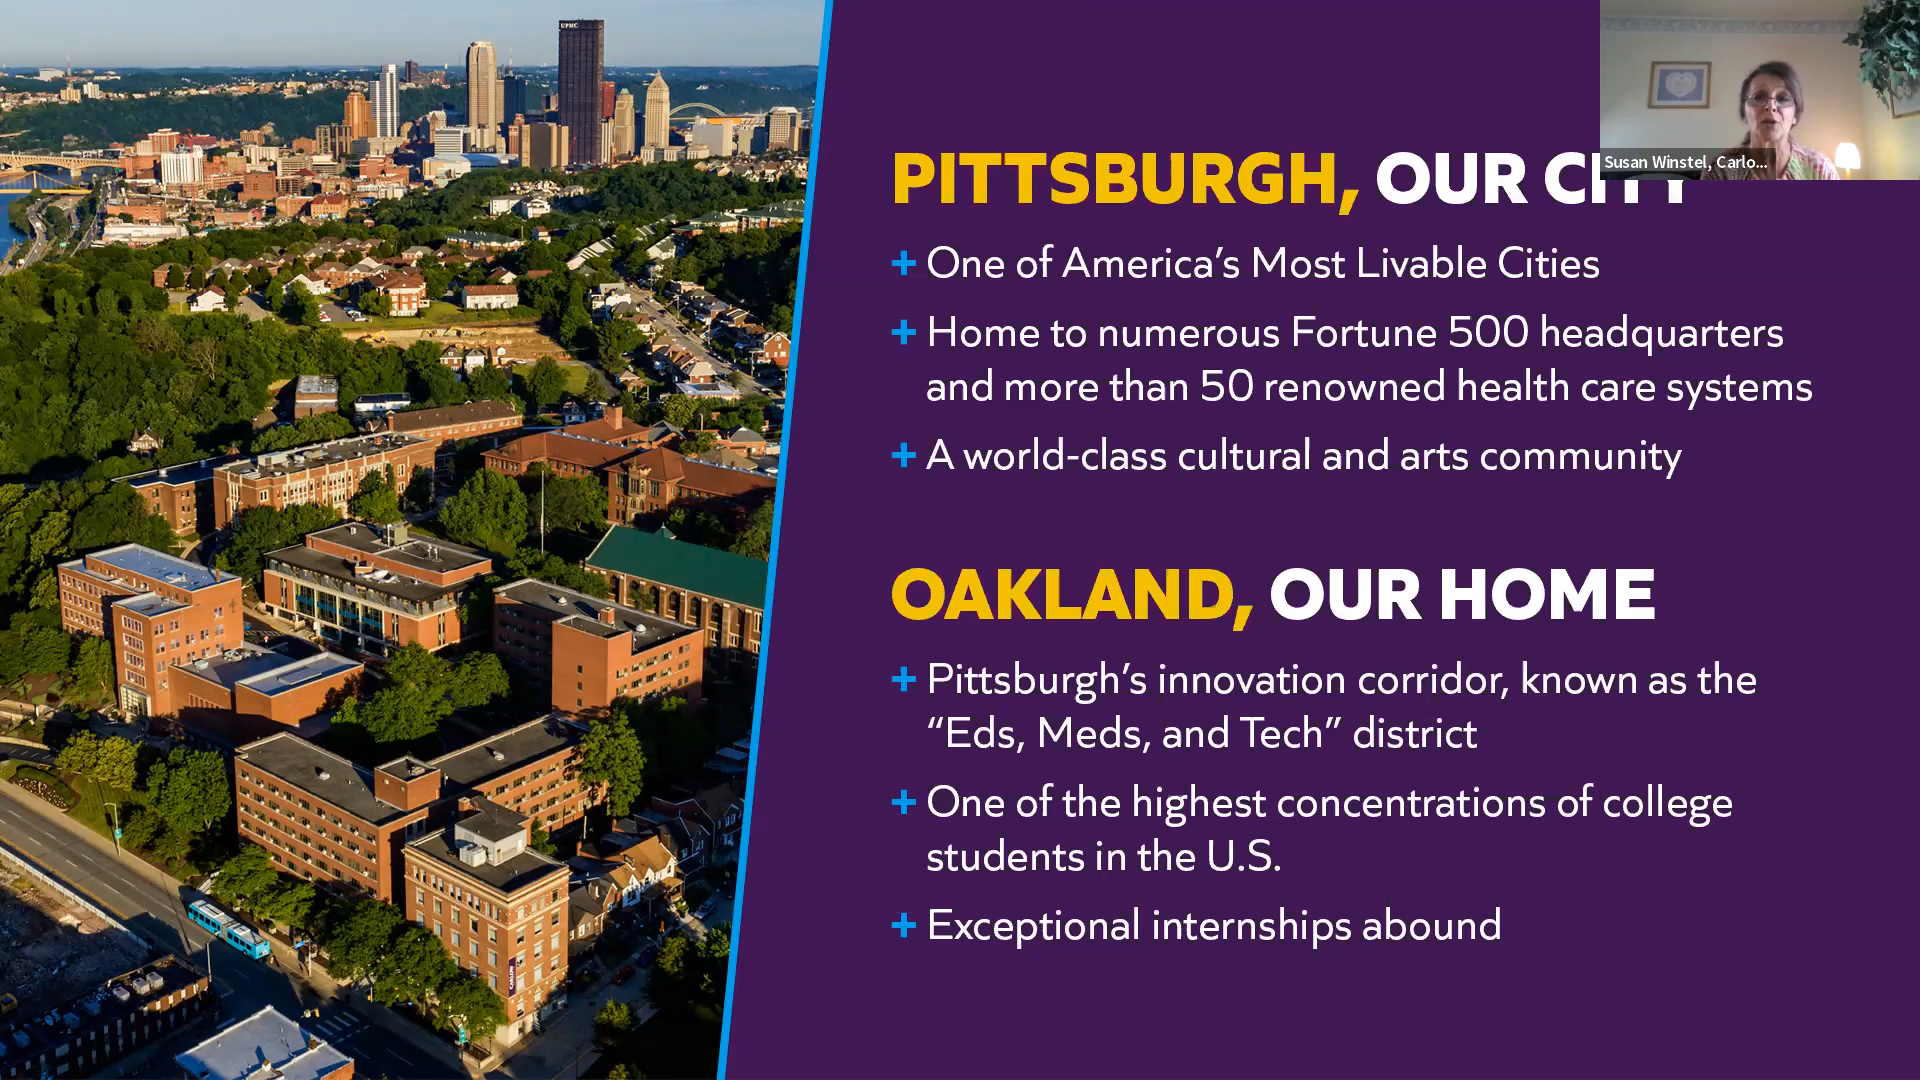 UPMC
PITTSBURGH, OUR CITY
Susan Winstel, Carlo...
+ One of America’s Most Livable Cities
+ Home to numerous Fortune 500 headquarters
and more than 50 renowned health care systems
+ A world-class cultural and arts community
OAKLAND, OUR HOME
+ Pittsburgh’s innovation corridor, known as the
“Eds, Meds, and Tech” district
+ One of the highest concentrations of college
students in the U.S.
+ Exceptional internships abound
CARLOW